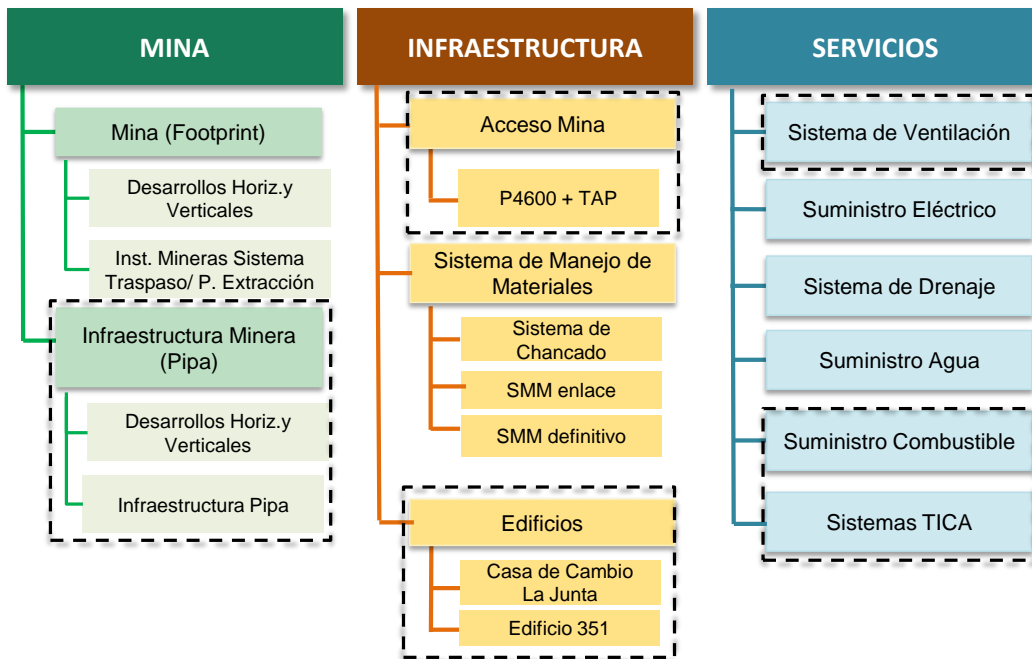 MINA
Mina (Footprint)
Desarrollos Horiz.y
Verticales
Inst. Mineras Sistema
Traspaso/ P. Extracción
Infraestructura Minera
(Pipa)
Desarrollos Horiz.y
Verticales
Infraestructura Pipa
INFRAESTRUCTURA
Acceso Mina
P4600 + TAP
Sistema de Manejo de
Materiales
Sistema de
Chancado
SMM enlace
SMM definitivo
Edificios
Casa de Cambio
La Junta
Edificio 351
SERVICIOS
Sistema de Ventilación
Suministro Eléctrico
Sistema de Drenaje
Suministro Agua
Suministro Combustible
Sistemas TICA